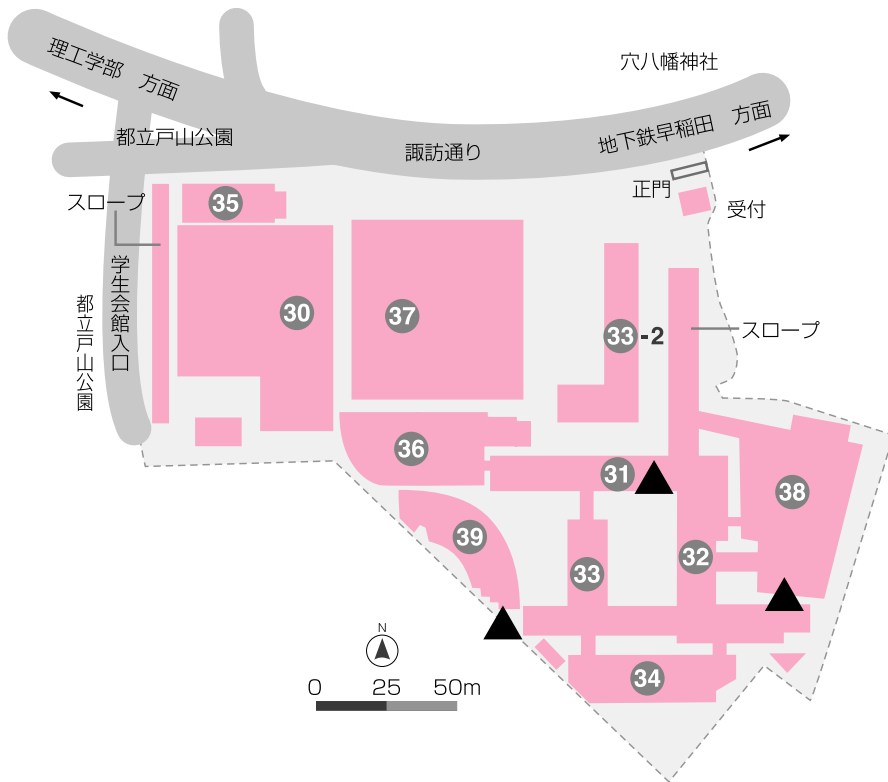 穴八幡神社
理工学部 方面
地下鉄早稲田 方面
都立戸山公園
諏訪通り
正門
スロープ
35
受付
学生会館入口
都立戸山公園
30
37
33-2
スロープ
36
31
38
39
32
33
N
34
0 25 50m